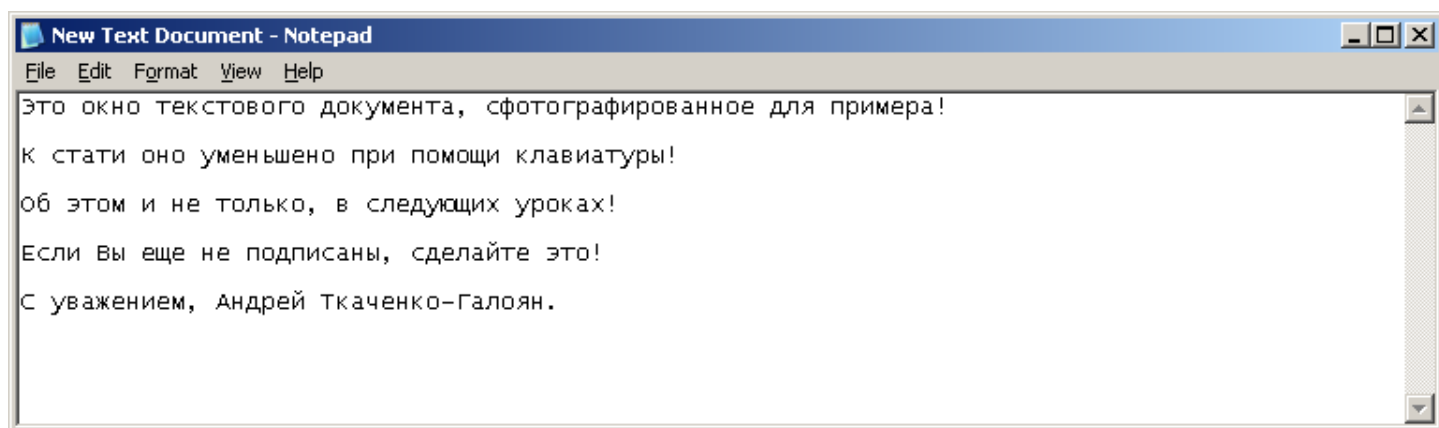 New Text Document - Notepad
File Edit Format View Help
Это окно текстового документа, сфотографированное для примера!
К стати оно уменьшено при помощи клавиатуры!
Об этом и не только, в следующих уроках!
Если Вы еще не подписаны, сделайте это!
С уважением, Андрей Ткаченко-Галоян.